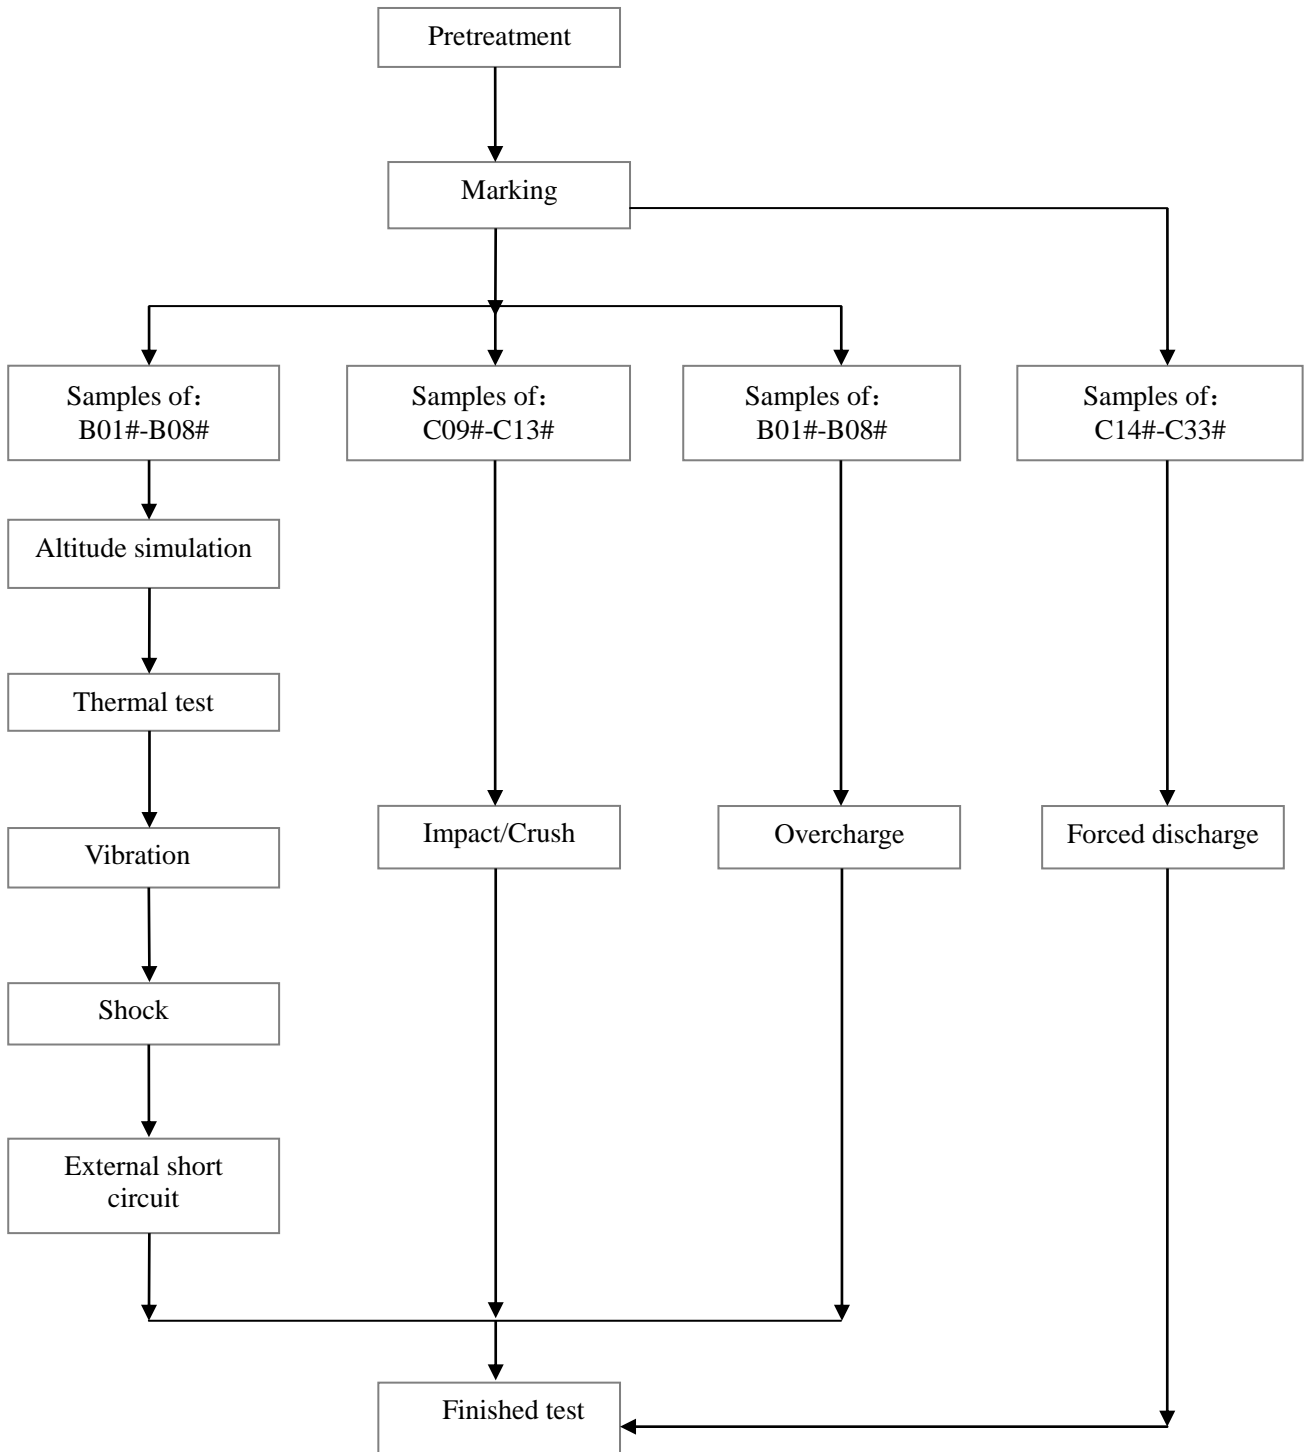 Pretreatment
Marking
Samples of：
B01#-B08#
Samples of：
C09#-C13#
Samples of：
B01#-B08#
Samples of：
C14#-C33#
Altitude simulation
Thermal test
Vibration
Impact/Crush
Overcharge
Forced discharge
Shock
External short
circuit
Finished test